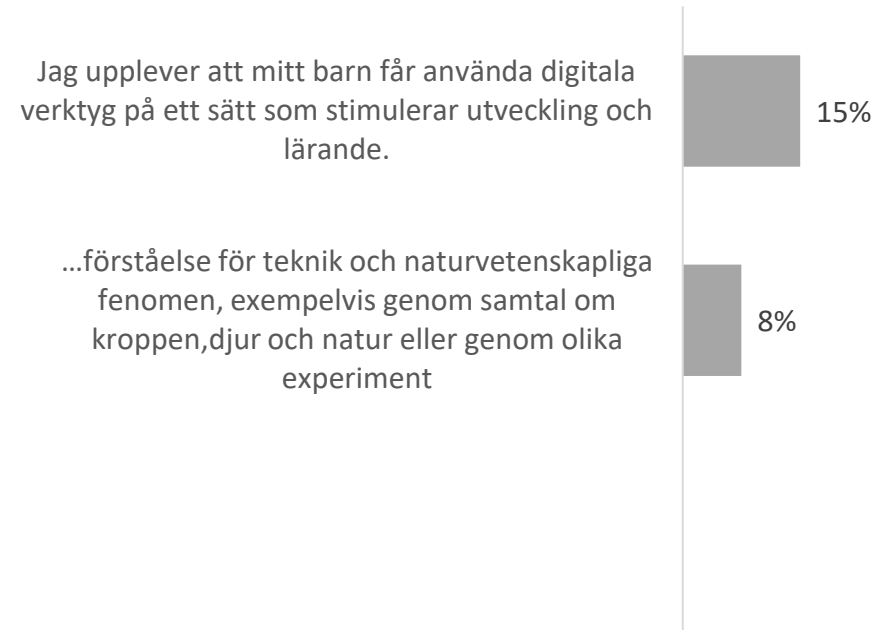 Jag upplever att mitt barn får använda digitala
verktyg på ett sätt som stimulerar utveckling och
lärande.
15%
...förståelse för teknik och naturvetenskapliga
fenomen, exempelvis genom samtal om
kroppen,djur och natur eller genom olika
experiment
8%